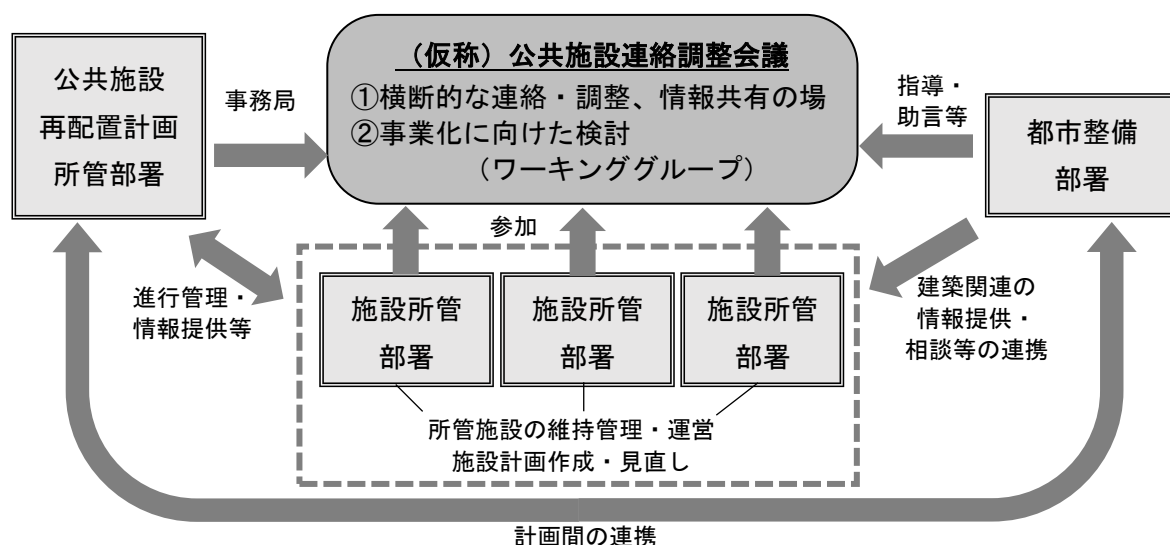 （仮称）公共施設連絡調整会議
①横断的な連絡・調整、情報共有の場
②事業化に向けた検討
（ワーキンググループ）
公共施設
再配置計画
所管部署
事務局
指導・
助言等
都市整備
部署
参加
進行管理・
情報提供等
施設所管
部署
施設所管
部署
施設所管
部署
建築関連の
情報提供・
相談等の連携
所管施設の維持管理・運営
施設計画作成・見直し
計画間の連携